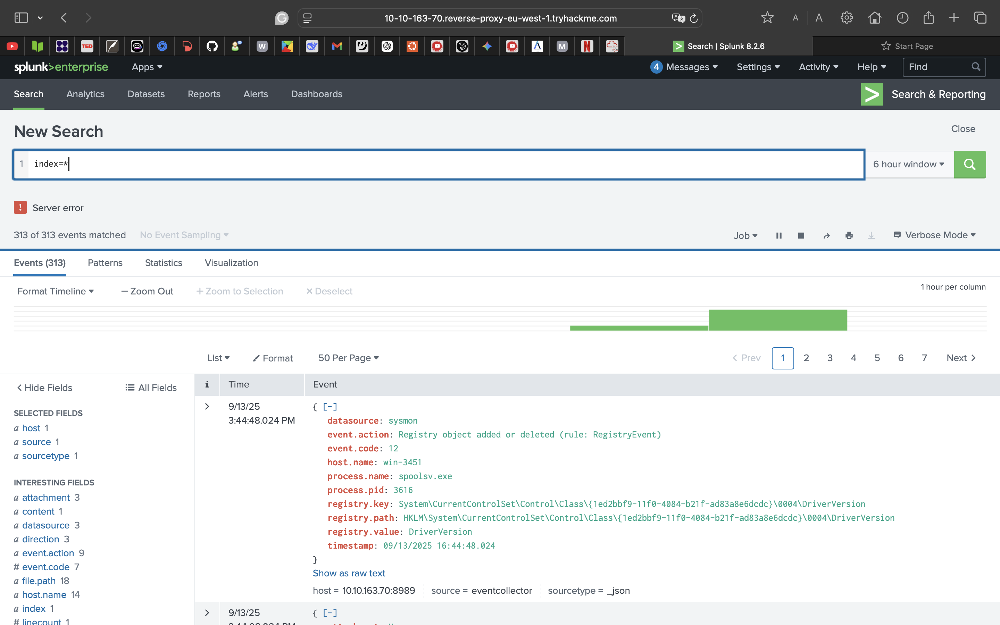 10-10-163-70.reverse-proxy-eu-west-1.tryhackme.com
A A
TED W M Search | Splunk 8.2.6 Start Page
splunk>enterprise Apps 4 Messages Settings Activity Help Find
Search Analytics Datasets Reports Alerts Dashboards Search & Reporting
New Search Close
1 index=* 6 hour window
! Server error
313 of 313 events matched No Event Sampling Job Verbose Mode
Events (313) Patterns Statistics Visualization
Format Timeline — Zoom Out + Zoom to Selection × Deselect 1 hour per column
List Format 50 Per Page < Prev 1 2 3 4 5 6 7 Next >
< Hide Fields All Fields i Time Event
SELECTED FIELDS
a host 1
a source 1
a sourcetype 1
INTERESTING FIELDS
a attachment 3
a content 1
a datasource 3
a direction 3
a event.action 9
# event.code 7
a file.path 18
a host.name 14
a index 1
# linecount 1
> 9/13/25 { [-]
3:44:48.024 PM datasource: sysmon
event.action: Registry object added or deleted (rule: RegistryEvent)
event.code: 12
host.name: win-3451
process.name: spoolsv.exe
process.pid: 3616
registry.key: System\CurrentControlSet\Control\Class\{1ed2bbf9-11f0-4084-b21f-ad83a8e6dcdc}\0004\DriverVersion
registry.path: HKLM\System\CurrentControlSet\Control\Class\{1ed2bbf9-11f0-4084-b21f-ad83a8e6dcdc}\0004\DriverVersion
registry.value: DriverVersion
timestamp: 09/13/2025 16:44:48.024
}
Show as raw text
host = 10.10.163.70:8989 source = eventcollector sourcetype = _json
> 9/13/25 { [-]